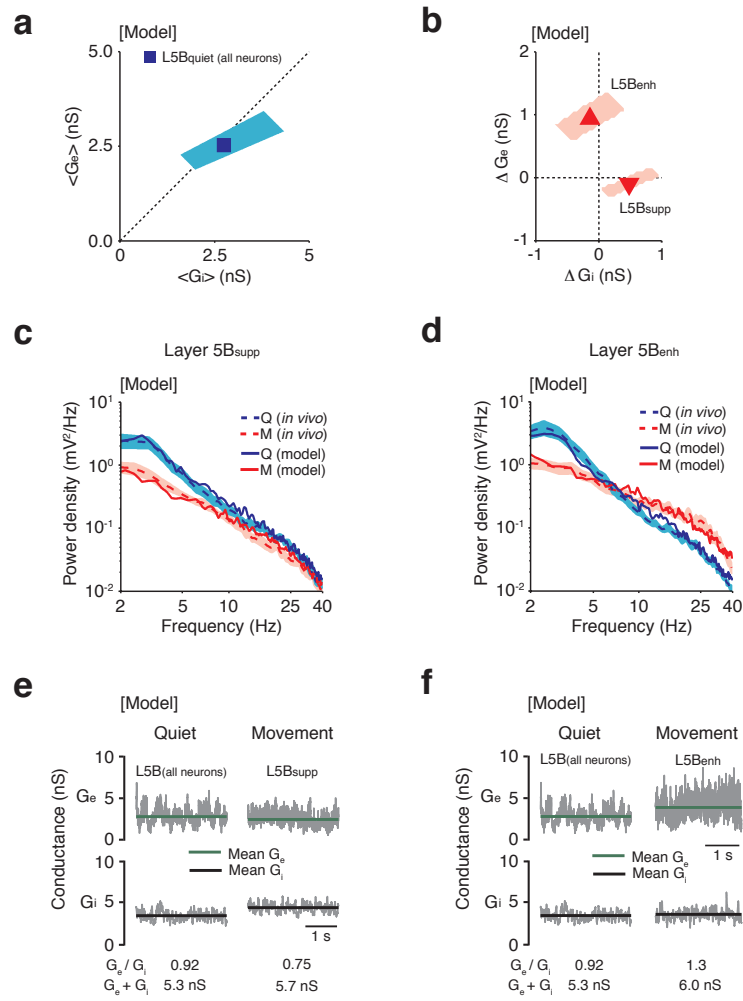 a
[Model]
L5Bquiet (all neurons)
5.0
2.5
0.0
<Ge> (nS)
0
2.5
5
<Gi> (nS)
b
[Model]
L5Benh
L5Bsupp
2
1
0
-1
Δ Ge (nS)
-1
0
1
Δ Gi (nS)
c
Layer 5Bsupp
[Model]
Q (in vivo)
M (in vivo)
Q (model)
M (model)
10¹
10⁰
10⁻¹
10⁻²
Power density (mV²/Hz)
2
5
10
25
40
Frequency (Hz)
d
Layer 5Benh
[Model]
Q (in vivo)
M (in vivo)
Q (model)
M (model)
10¹
10⁰
10⁻¹
10⁻²
Power density (mV²/Hz)
2
5
10
25
40
Frequency (Hz)
e
[Model]
Quiet
Movement
L5B(all neurons)
L5Bsupp
10
Ge 5
0
Mean Ge
Mean Gi
10
Gi 5
0
Conductance (nS)
1 s
Ge / Gi 0.92 0.75
Ge + Gi 5.3 nS 5.7 nS
f
[Model]
Quiet
Movement
L5B(all neurons)
L5Benh
10
Ge 5
0
1 s
Mean Ge
Mean Gi
10
Gi 5
0
Conductance (nS)
Ge / Gi 0.92 1.3
Ge + Gi 5.3 nS 6.0 nS